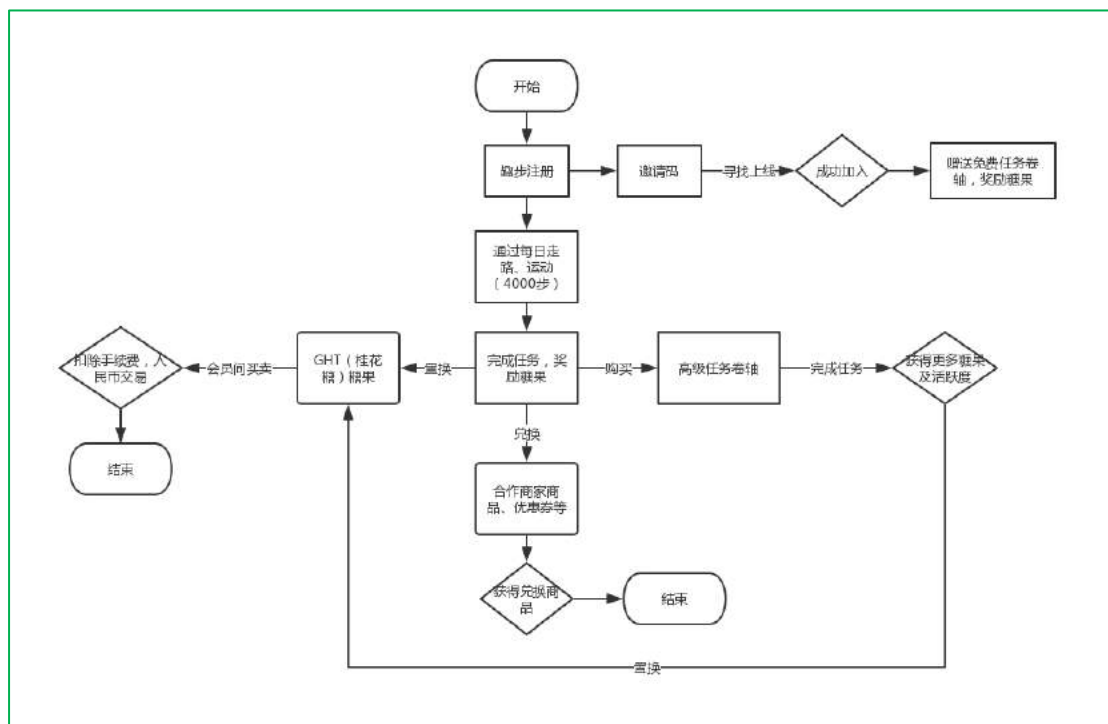 开始
跑步注册
邀请码
寻找上线
成功加入
赠送免费任务卷
轴，奖励糖果
通过每日走
路、运动
（4000步）
扣除手续费，人
民币交易
会员间买卖
GHT（桂花
糖）糖果
置换
完成任务，奖
励糖果
购买
高级任务卷轴
完成任务
获得更多糖果
及活跃度
结束
兑换
合作商家商
品、优惠券等
获得兑换商
品
结束
置换